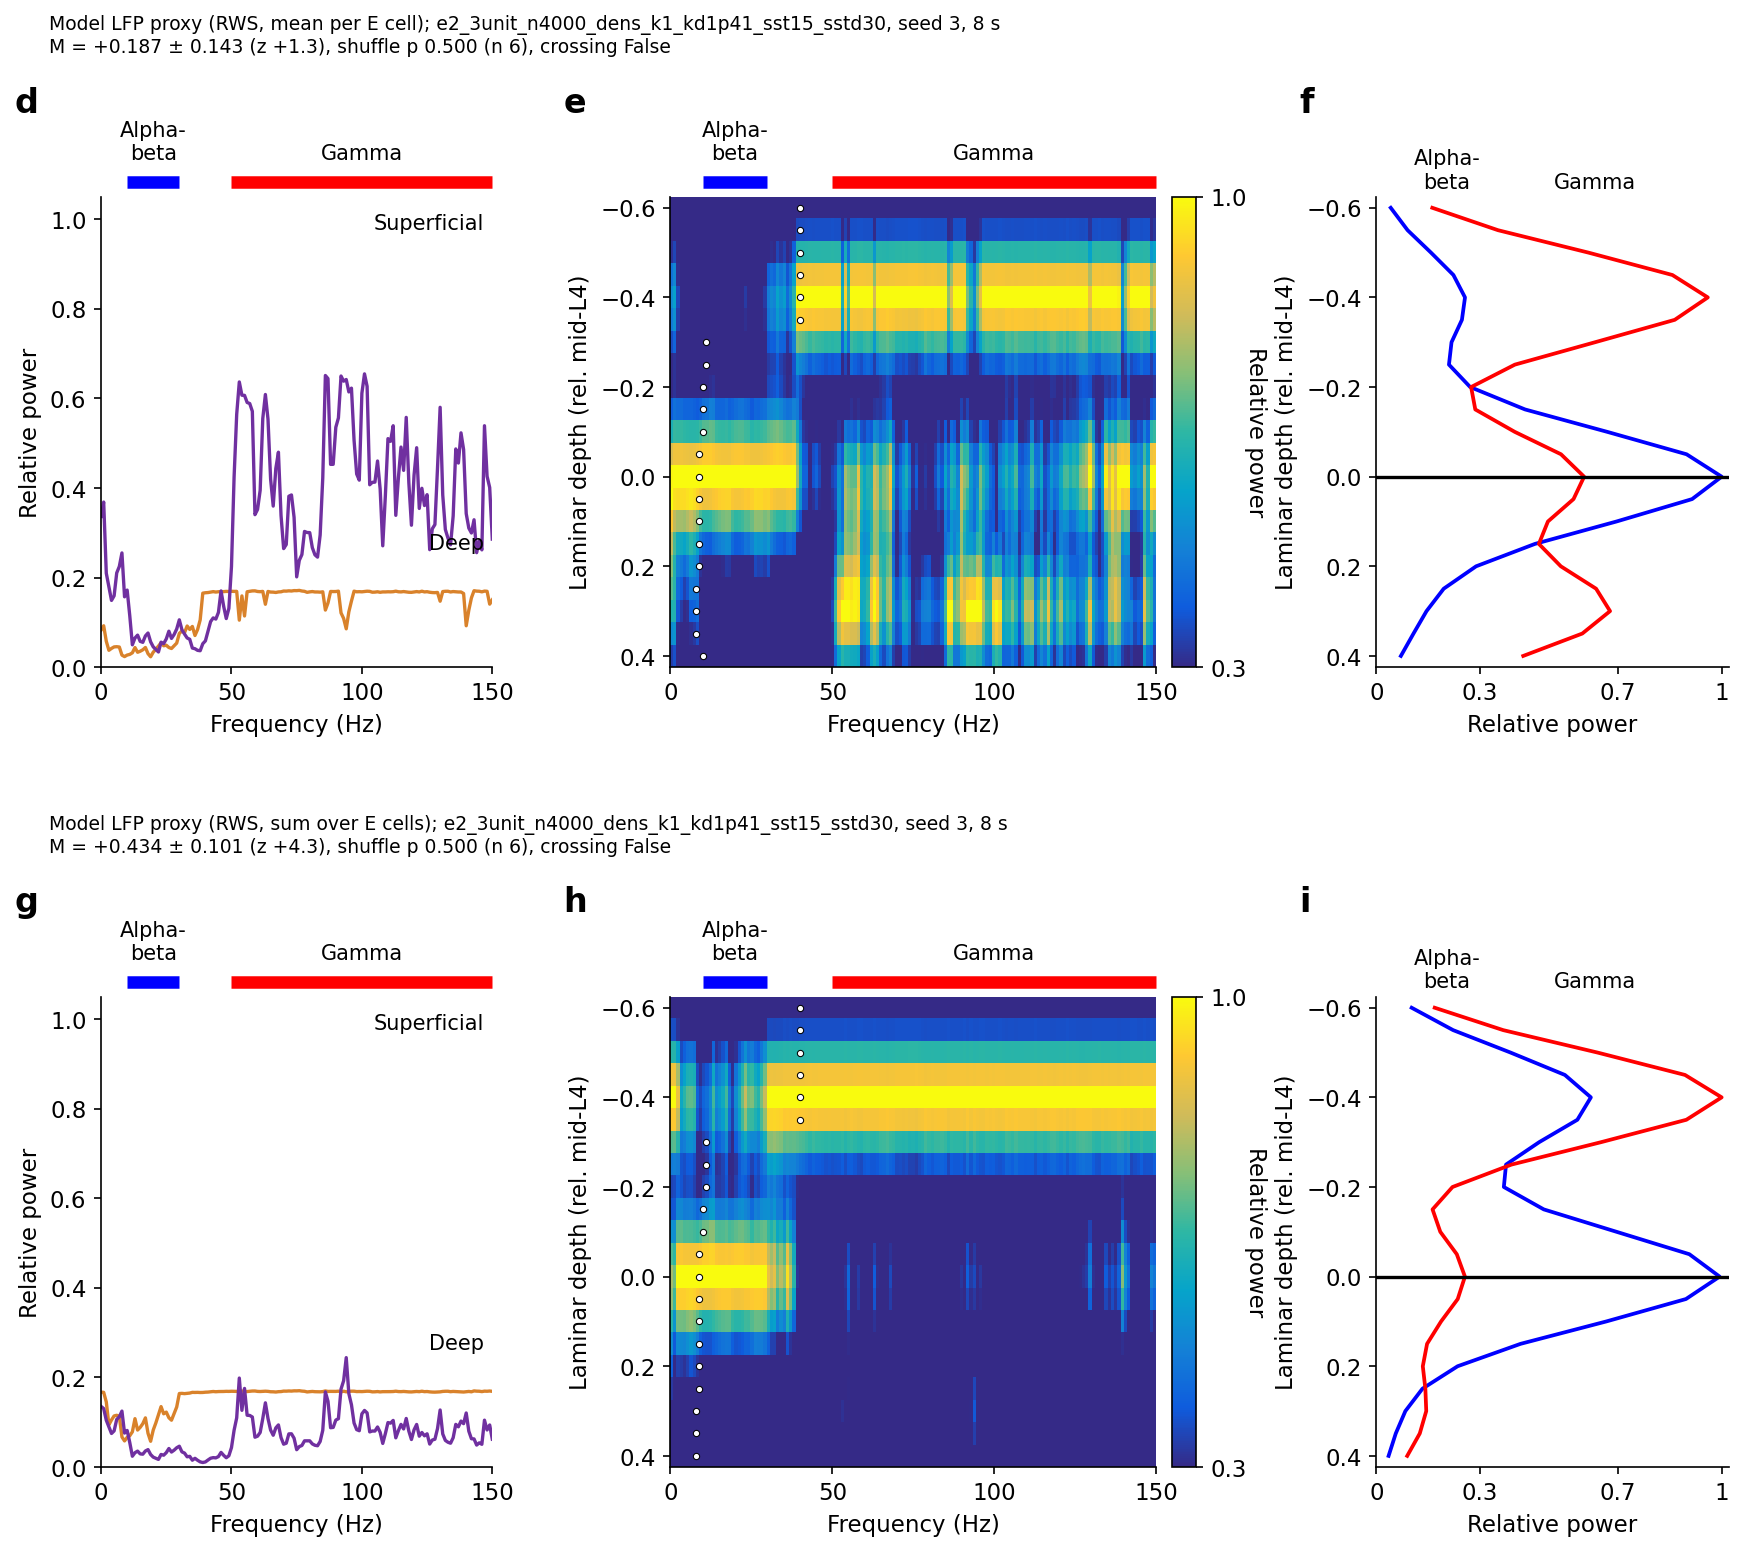 Model LFP proxy (RWS, mean per E cell); e2_3unit_n4000_dens_k1_kd1p41_sst15_sstd30, seed 3, 8 s
M = +0.187 ± 0.143 (z +1.3), shuffle p 0.500 (n 6), crossing False
d
Alpha-
beta
Gamma
Superficial
Deep
1.0
0.8
0.6
0.4
0.2
0.0
0
50
100
150
Relative power
Frequency (Hz)
e
Alpha-
beta
Gamma
−0.6
−0.4
−0.2
0.0
0.2
0.4
0
50
100
150
Laminar depth (rel. mid-L4)
Frequency (Hz)
1.0
0.3
Relative power
f
Alpha-
beta
Gamma
−0.6
−0.4
−0.2
0.0
0.2
0.4
0
0.3
0.7
1
Laminar depth (rel. mid-L4)
Relative power
Model LFP proxy (RWS, sum over E cells); e2_3unit_n4000_dens_k1_kd1p41_sst15_sstd30, seed 3, 8 s
M = +0.434 ± 0.101 (z +4.3), shuffle p 0.500 (n 6), crossing False
g
Alpha-
beta
Gamma
Superficial
Deep
1.0
0.8
0.6
0.4
0.2
0.0
0
50
100
150
Relative power
Frequency (Hz)
h
Alpha-
beta
Gamma
−0.6
−0.4
−0.2
0.0
0.2
0.4
0
50
100
150
Laminar depth (rel. mid-L4)
Frequency (Hz)
1.0
0.3
Relative power
i
Alpha-
beta
Gamma
−0.6
−0.4
−0.2
0.0
0.2
0.4
0
0.3
0.7
1
Laminar depth (rel. mid-L4)
Relative power